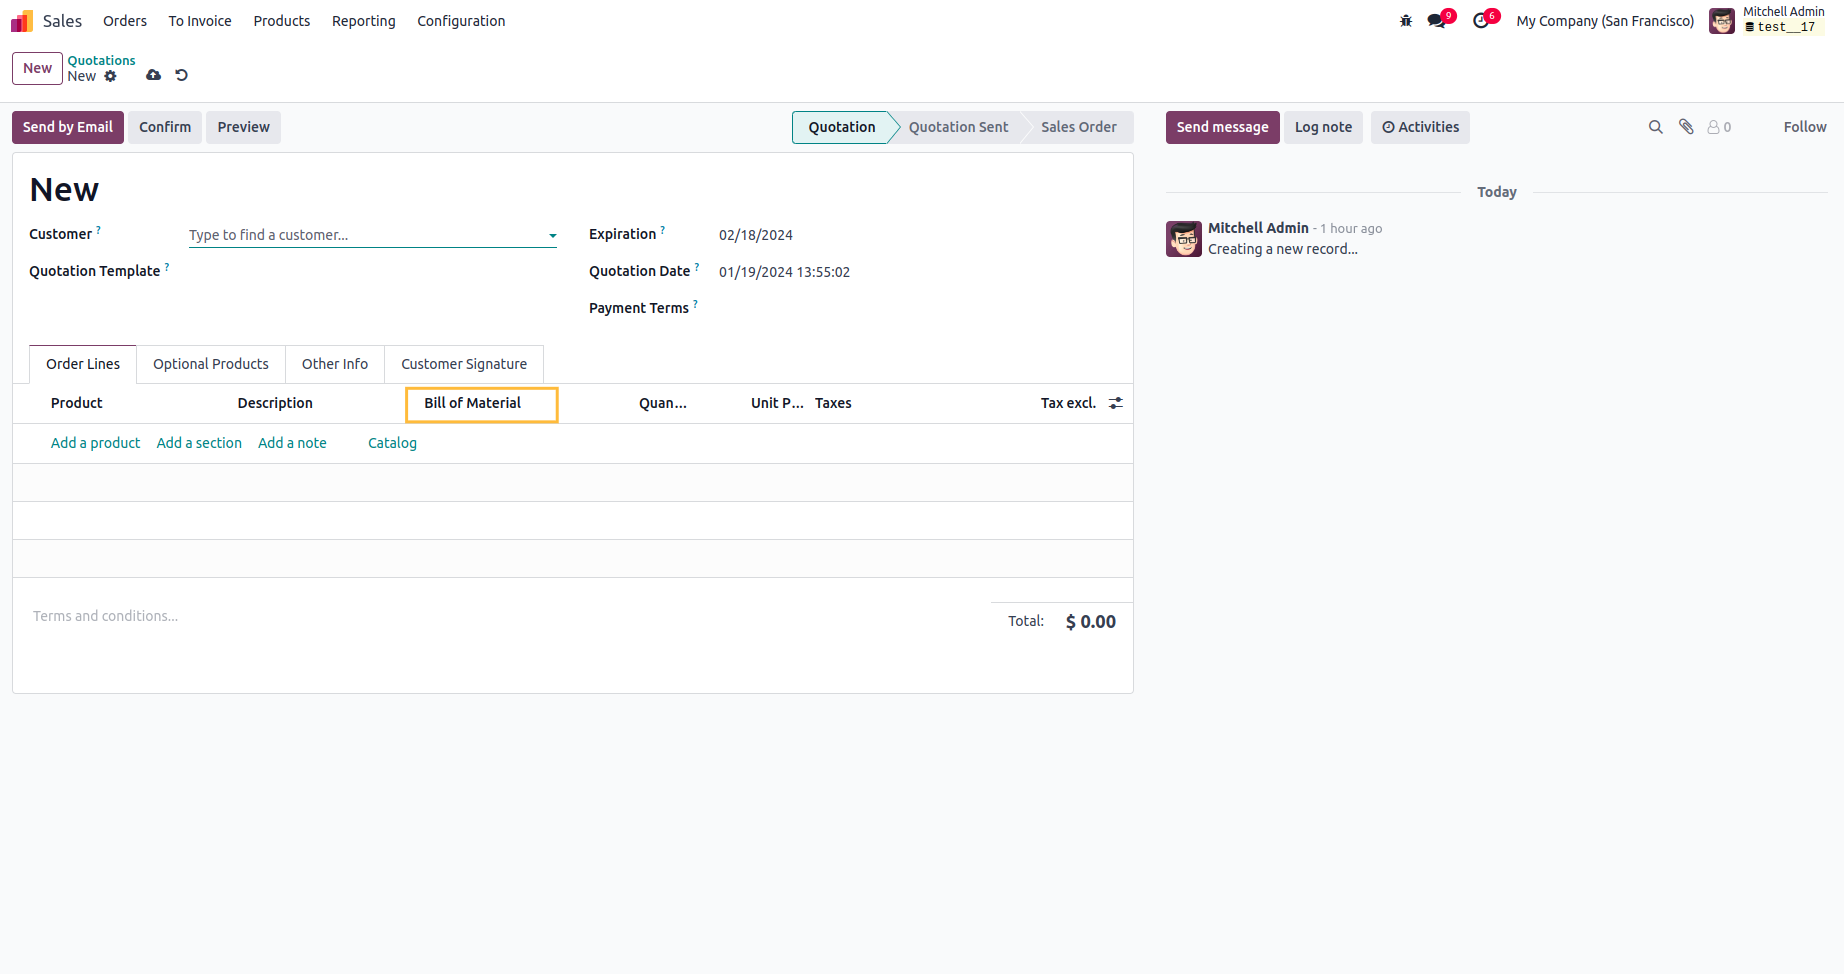 Sales Orders To Invoice Products Reporting Configuration 9 6 My Company (San Francisco) Mitchell Admin
test__17
New Quotations
New
Send by Email Confirm Preview Quotation Quotation Sent Sales Order Send message Log note Activities 0 Follow
New
Today
Customer ? Type to find a customer... Expiration ? 02/18/2024
Mitchell Admin - 1 hour ago
Creating a new record...
Quotation Template ? Quotation Date ? 01/19/2024 13:55:02
Payment Terms ?
Order Lines Optional Products Other Info Customer Signature
Product Description Bill of Material Quan... Unit P... Taxes Tax excl.
Add a product Add a section Add a note Catalog
Terms and conditions...
Total: $ 0.00